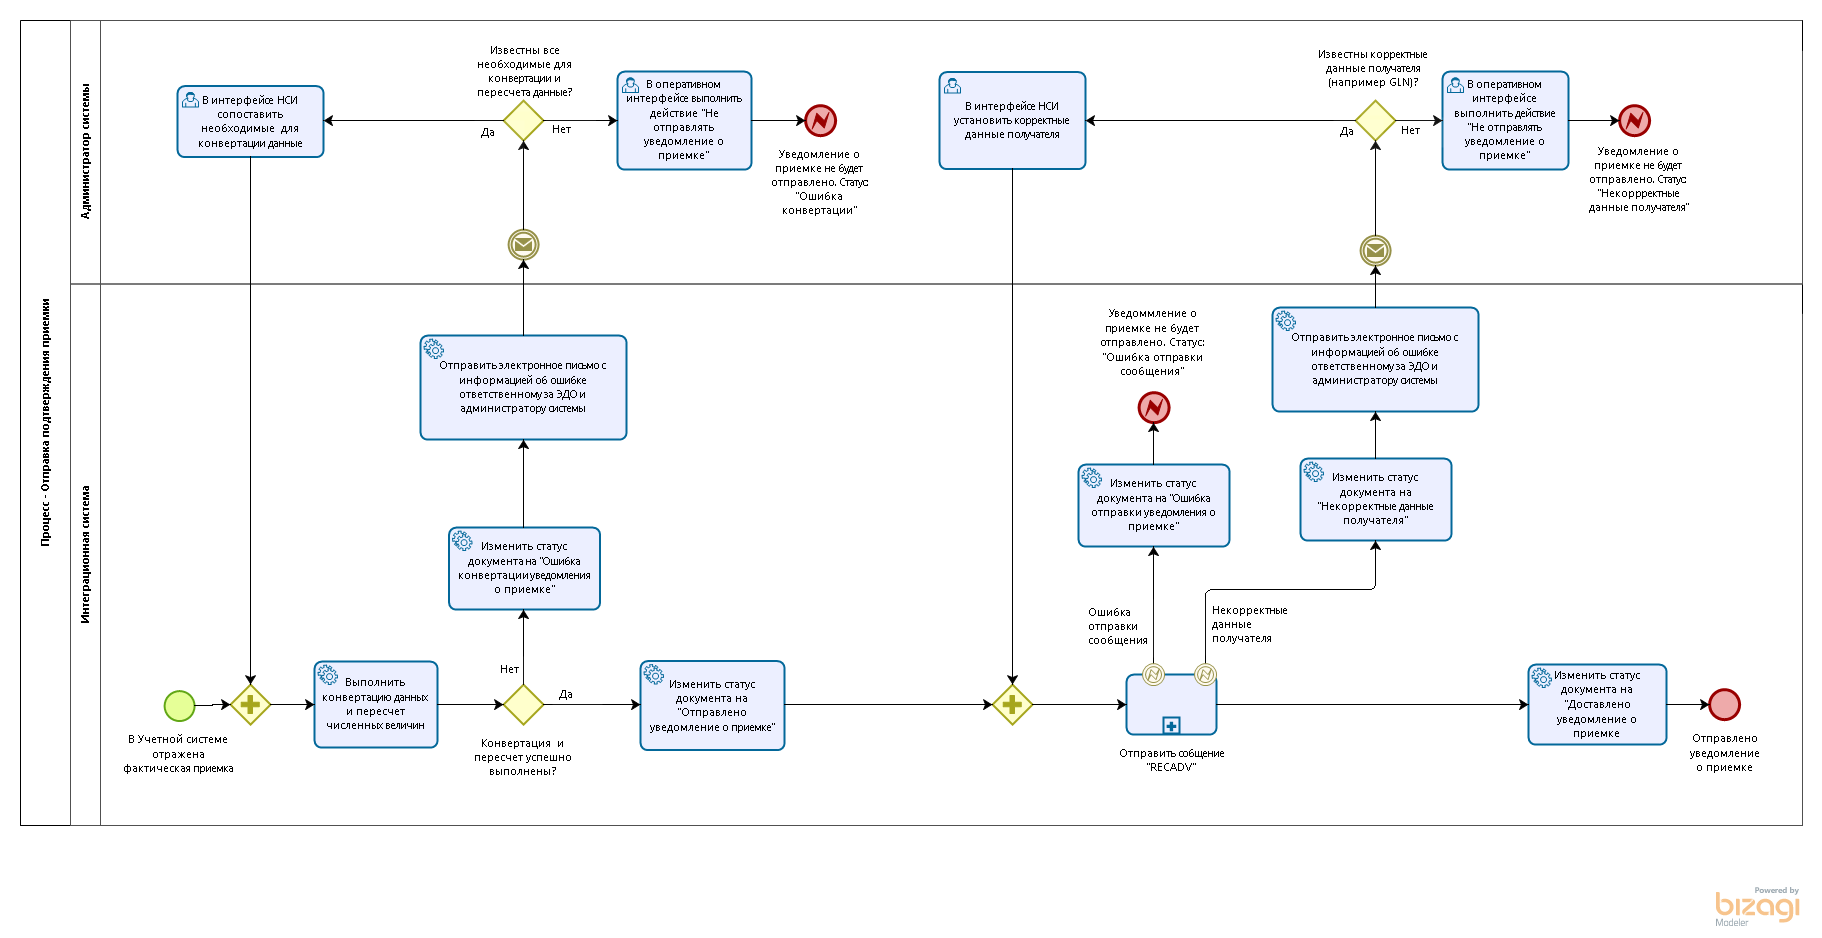 Процесс - Отправка подтверждения приемки
Администратор системы
В интерфейсе НСИ
сопоставить
необходимые для
конвертации данные
Известны все
необходимые для
конвертации и
пересчета данные?
Да
Нет
В оперативном
интерфейсе выполнить
действие "Не
отправлять
уведомление о
приемке"
Уведомление о
приемке не будет
отправлено. Статус:
"Ошибка
конвертации"
В интерфейсе НСИ
установить корректные
данные получателя
Известны корректные
данные получателя
(например GLN)?
Да
Нет
В оперативном
интерфейсе
выполнить действие
"Не отправлять
уведомление о
приемке"
Уведомление о
приемке не будет
отправлено. Статус:
"Некоррректные
данные получателя"
Интеграционная система
Отправить электронное письмо с
информацией об ошибке
ответственному за ЭДО и
администратору системы
Изменить статус
документа на "Ошибка
конвертации уведомления
о приемке"
Нет
В Учетной системе
отражена
фактическая приемка
Выполнить
конвертацию данных
и пересчет
численных величин
Конвертация и
пересчет успешно
выполнены?
Да
Изменить статус
документа на
"Отправлено
уведомление о приемке"
Уведоммление о
приемке не будет
отправлено. Статус:
"Ошибка отправки
сообщения"
Изменить статус
документа на "Ошибка
отправки уведомления о
приемке"
Ошибка
отправки
сообщения
Отправить электронное письмо с
информацией об ошибке
ответственному за ЭДО и
администратору системы
Изменить статус
документа на
"Некорректные данные
получателя"
Некорректные
данные
получателя
Отправить собщение
"RECADV"
Изменить статус
документа на
"Доставлено
уведомление о
приемке
Отправлено
уведомление
о приемке
Powered by
bizagi
Modeler